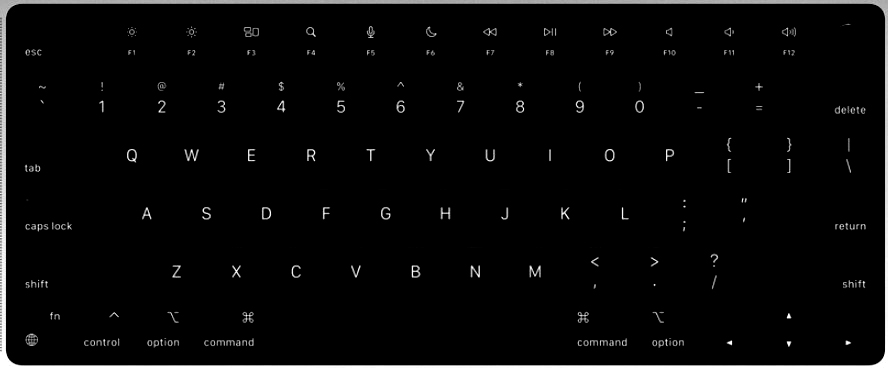 esc F1 F2 F3 F4 F5 F6 F7 F8 F9 F10 F11 F12
~ ! @ # $ % ^ & * ( ) _ +
` 1 2 3 4 5 6 7 8 9 0 - = delete
{ } |
tab Q W E R T Y U I O P [ ] \
: "
caps lock A S D F G H J K L ; ' return
< > ?
shift Z X C V B N M , . / shift
fn ^ ⌥ ⌘ ⌘ ⌥
control option command command option